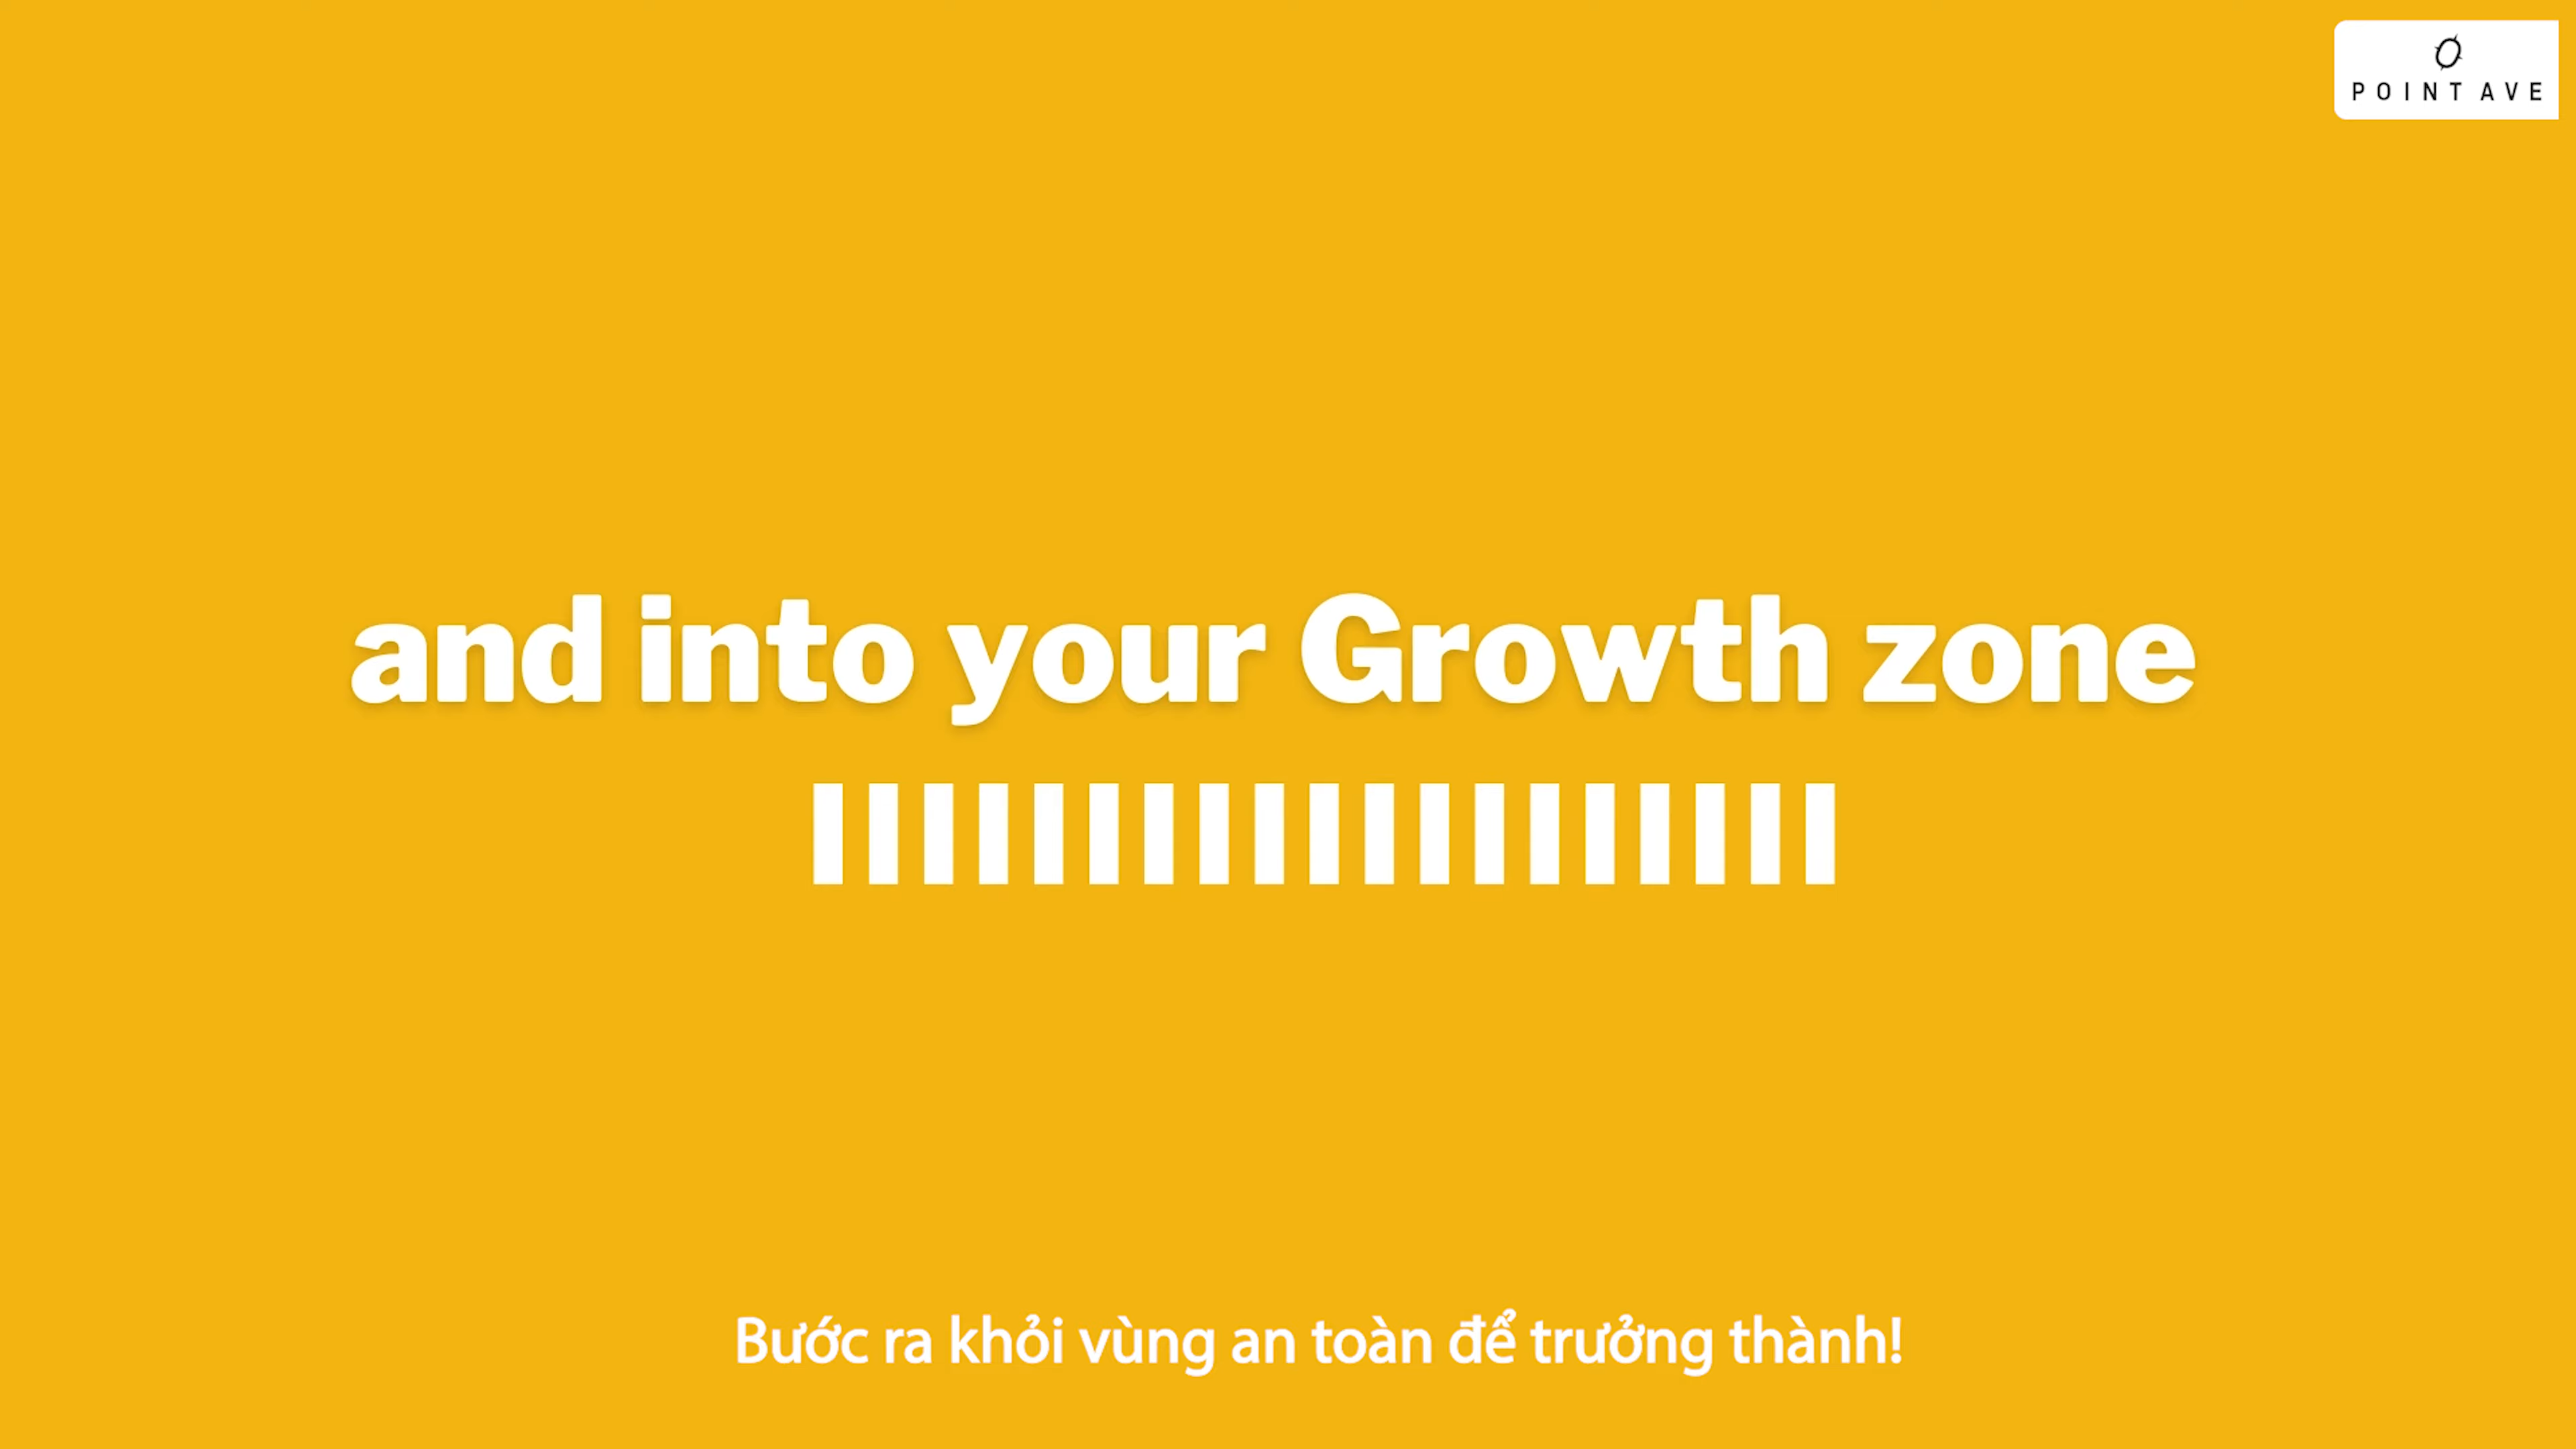 POINT AVE
and into your Growth zone
Bước ra khỏi vùng an toàn để trưởng thành!